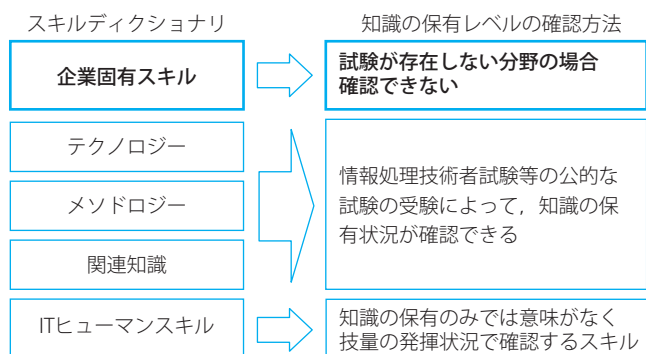 スキルディクショナリ
知識の保有レベルの確認方法
企業固有スキル
試験が存在しない分野の場合
確認できない
テクノロジー
メソドロジー
関連知識
情報処理技術者試験等の公的な
試験の受験によって，知識の保
有状況が確認できる
ITヒューマンスキル
知識の保有のみでは意味がなく
技量の発揮状況で確認するスキル